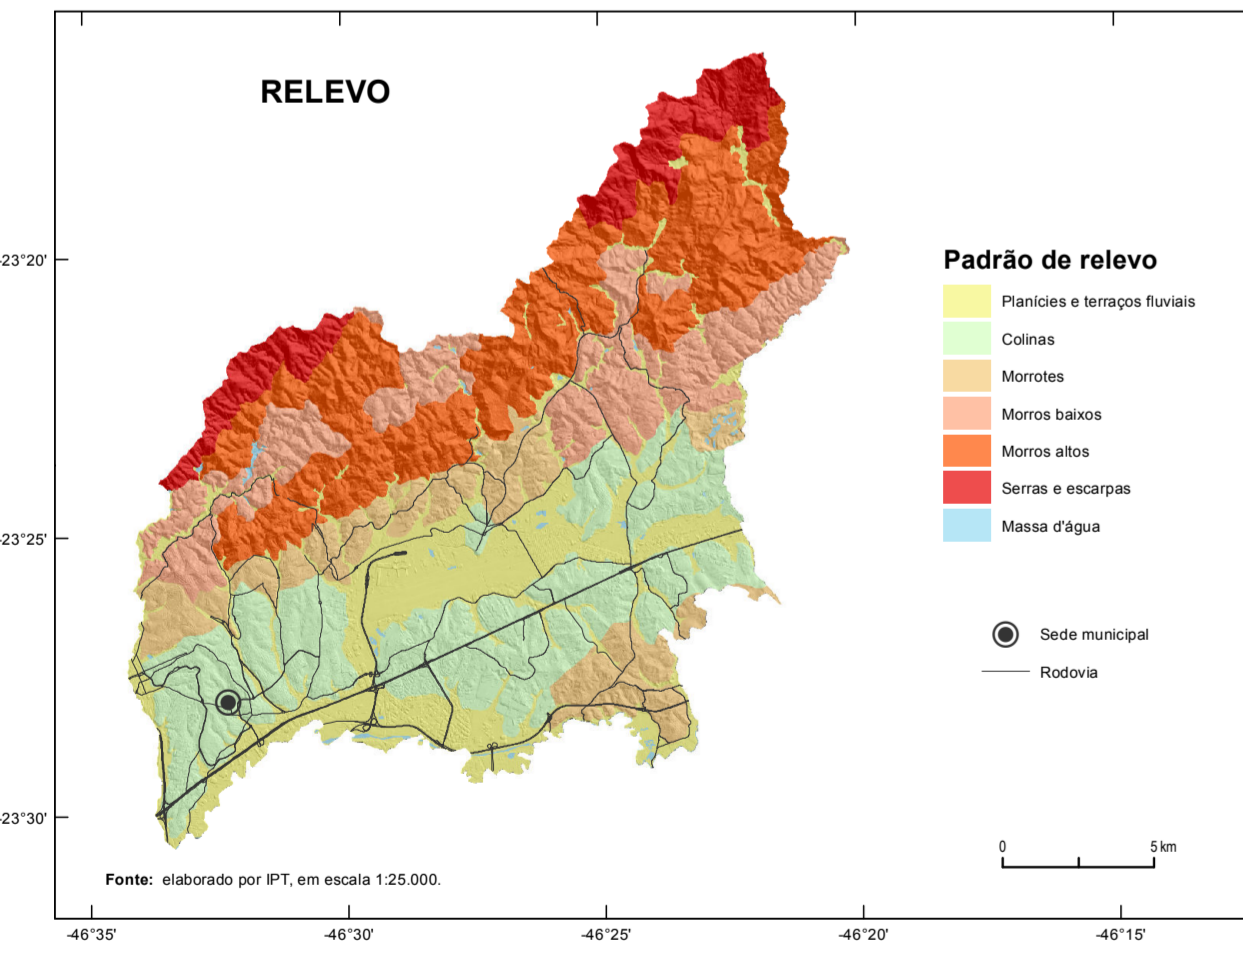 RELEVO
-23°20'
-23°25'
-23°30'
Padrão de relevo
Planícies e terraços fluviais
Colinas
Morrotes
Morros baixos
Morros altos
Serras e escarpas
Massa d'água
Sede municipal
Rodovia
0 5 km
Fonte: elaborado por IPT, em escala 1:25.000.
-46°35' -46°30' -46°25' -46°20' -46°15'